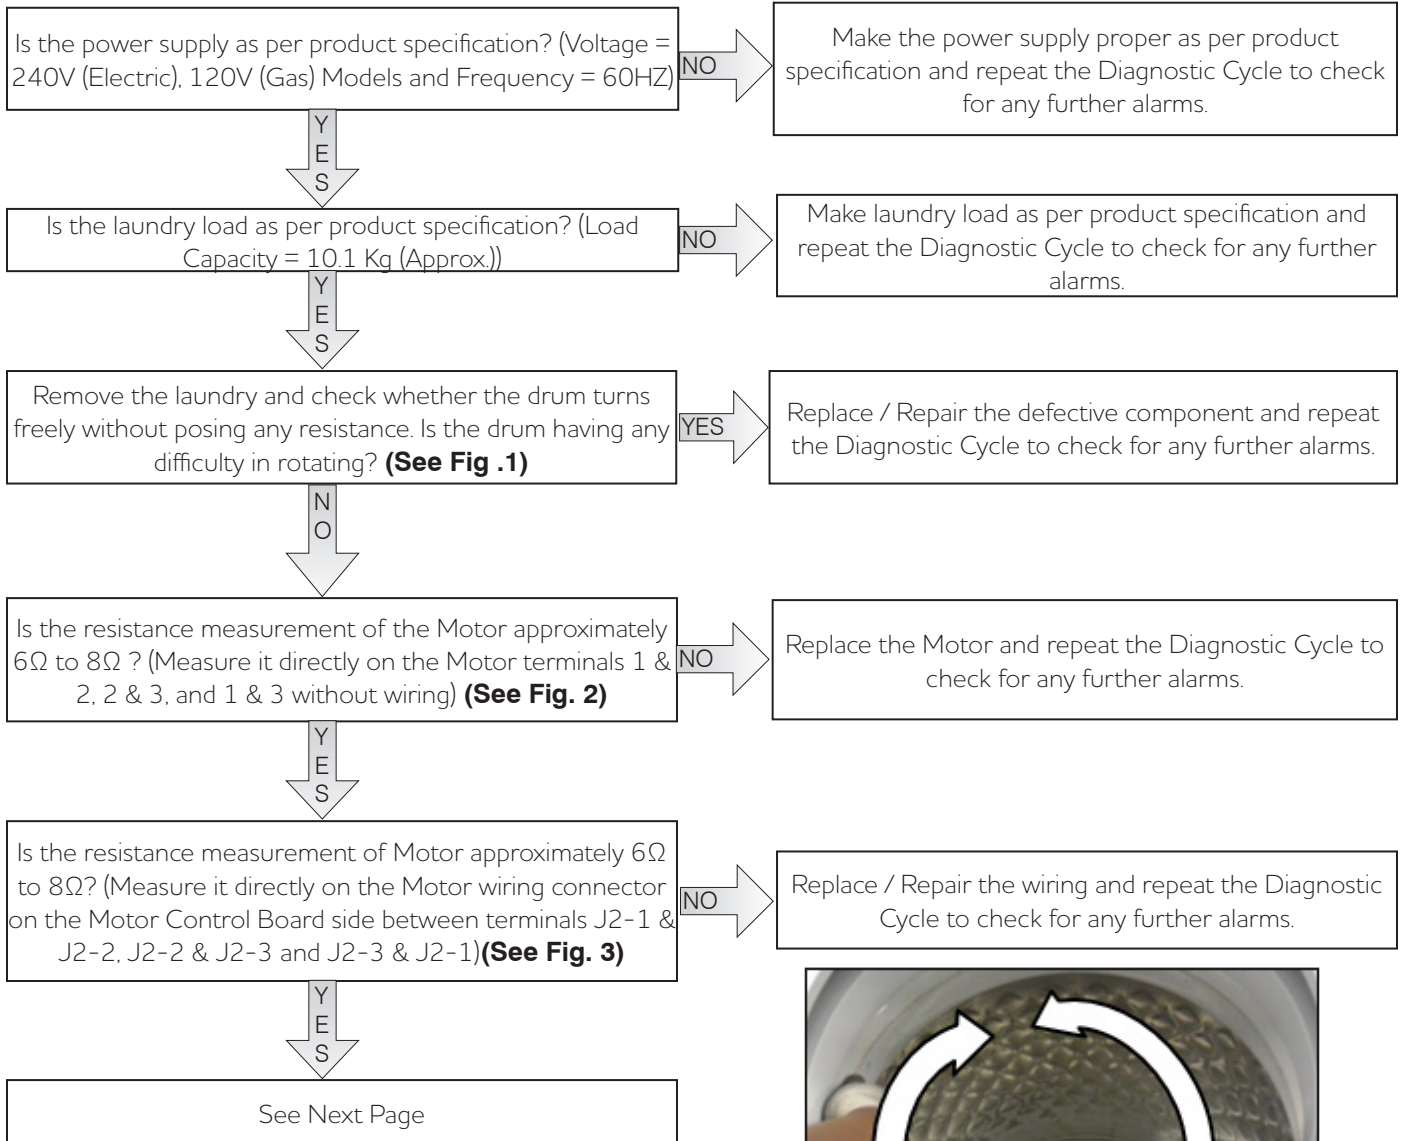 Is the power supply as per product specification? (Voltage =
240V (Electric), 120V (Gas) Models and Frequency = 60HZ)
NO
Make the power supply proper as per product
specification and repeat the Diagnostic Cycle to check
for any further alarms.
Y
E
S
Is the laundry load as per product specification? (Load
Capacity = 10.1 Kg (Approx.))
NO
Make laundry load as per product specification and
repeat the Diagnostic Cycle to check for any further
alarms.
Y
E
S
Remove the laundry and check whether the drum turns
freely without posing any resistance. Is the drum having any
difficulty in rotating? (See Fig .1)
YES
Replace / Repair the defective component and repeat
the Diagnostic Cycle to check for any further alarms.
N
O
Is the resistance measurement of the Motor approximately
6Ω to 8Ω ? (Measure it directly on the Motor terminals 1 &
2, 2 & 3, and 1 & 3 without wiring) (See Fig. 2)
NO
Replace the Motor and repeat the Diagnostic Cycle to
check for any further alarms.
Y
E
S
Is the resistance measurement of Motor approximately 6Ω
to 8Ω? (Measure it directly on the Motor wiring connector
on the Motor Control Board side between terminals J2-1 &
J2-2, J2-2 & J2-3 and J2-3 & J2-1)(See Fig. 3)
NO
Replace / Repair the wiring and repeat the Diagnostic
Cycle to check for any further alarms.
Y
E
S
See Next Page